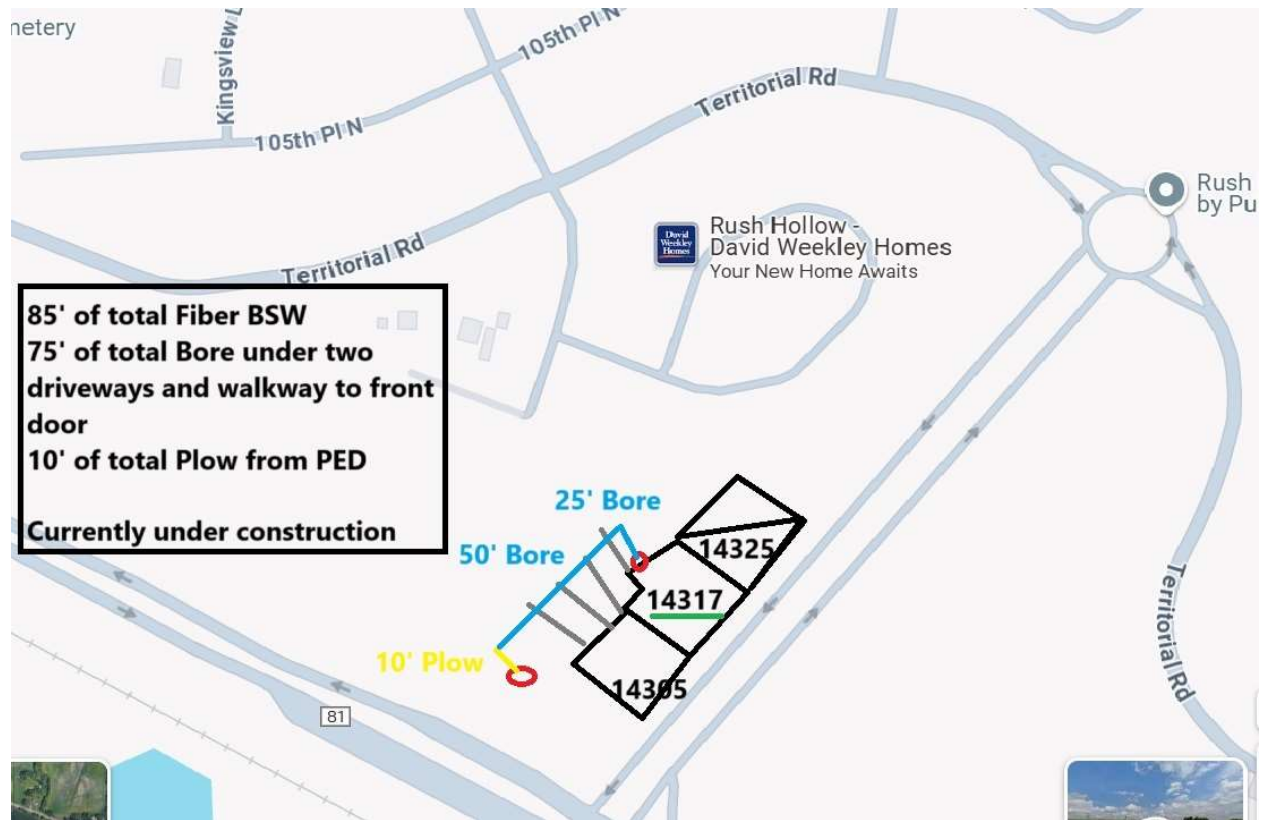 netery
Kingsview L
105th Pl N
105th Pl N
Territorial Rd
Rush
by Pu
David
Weekley
Homes
Rush Hollow -
David Weekley Homes
Your New Home Awaits
Territorial Rd
85' of total Fiber BSW
75' of total Bore under two
driveways and walkway to front
door
10' of total Plow from PED
Currently under construction
25' Bore
50' Bore
14325
14317
10' Plow
14305
Territorial Rd
81